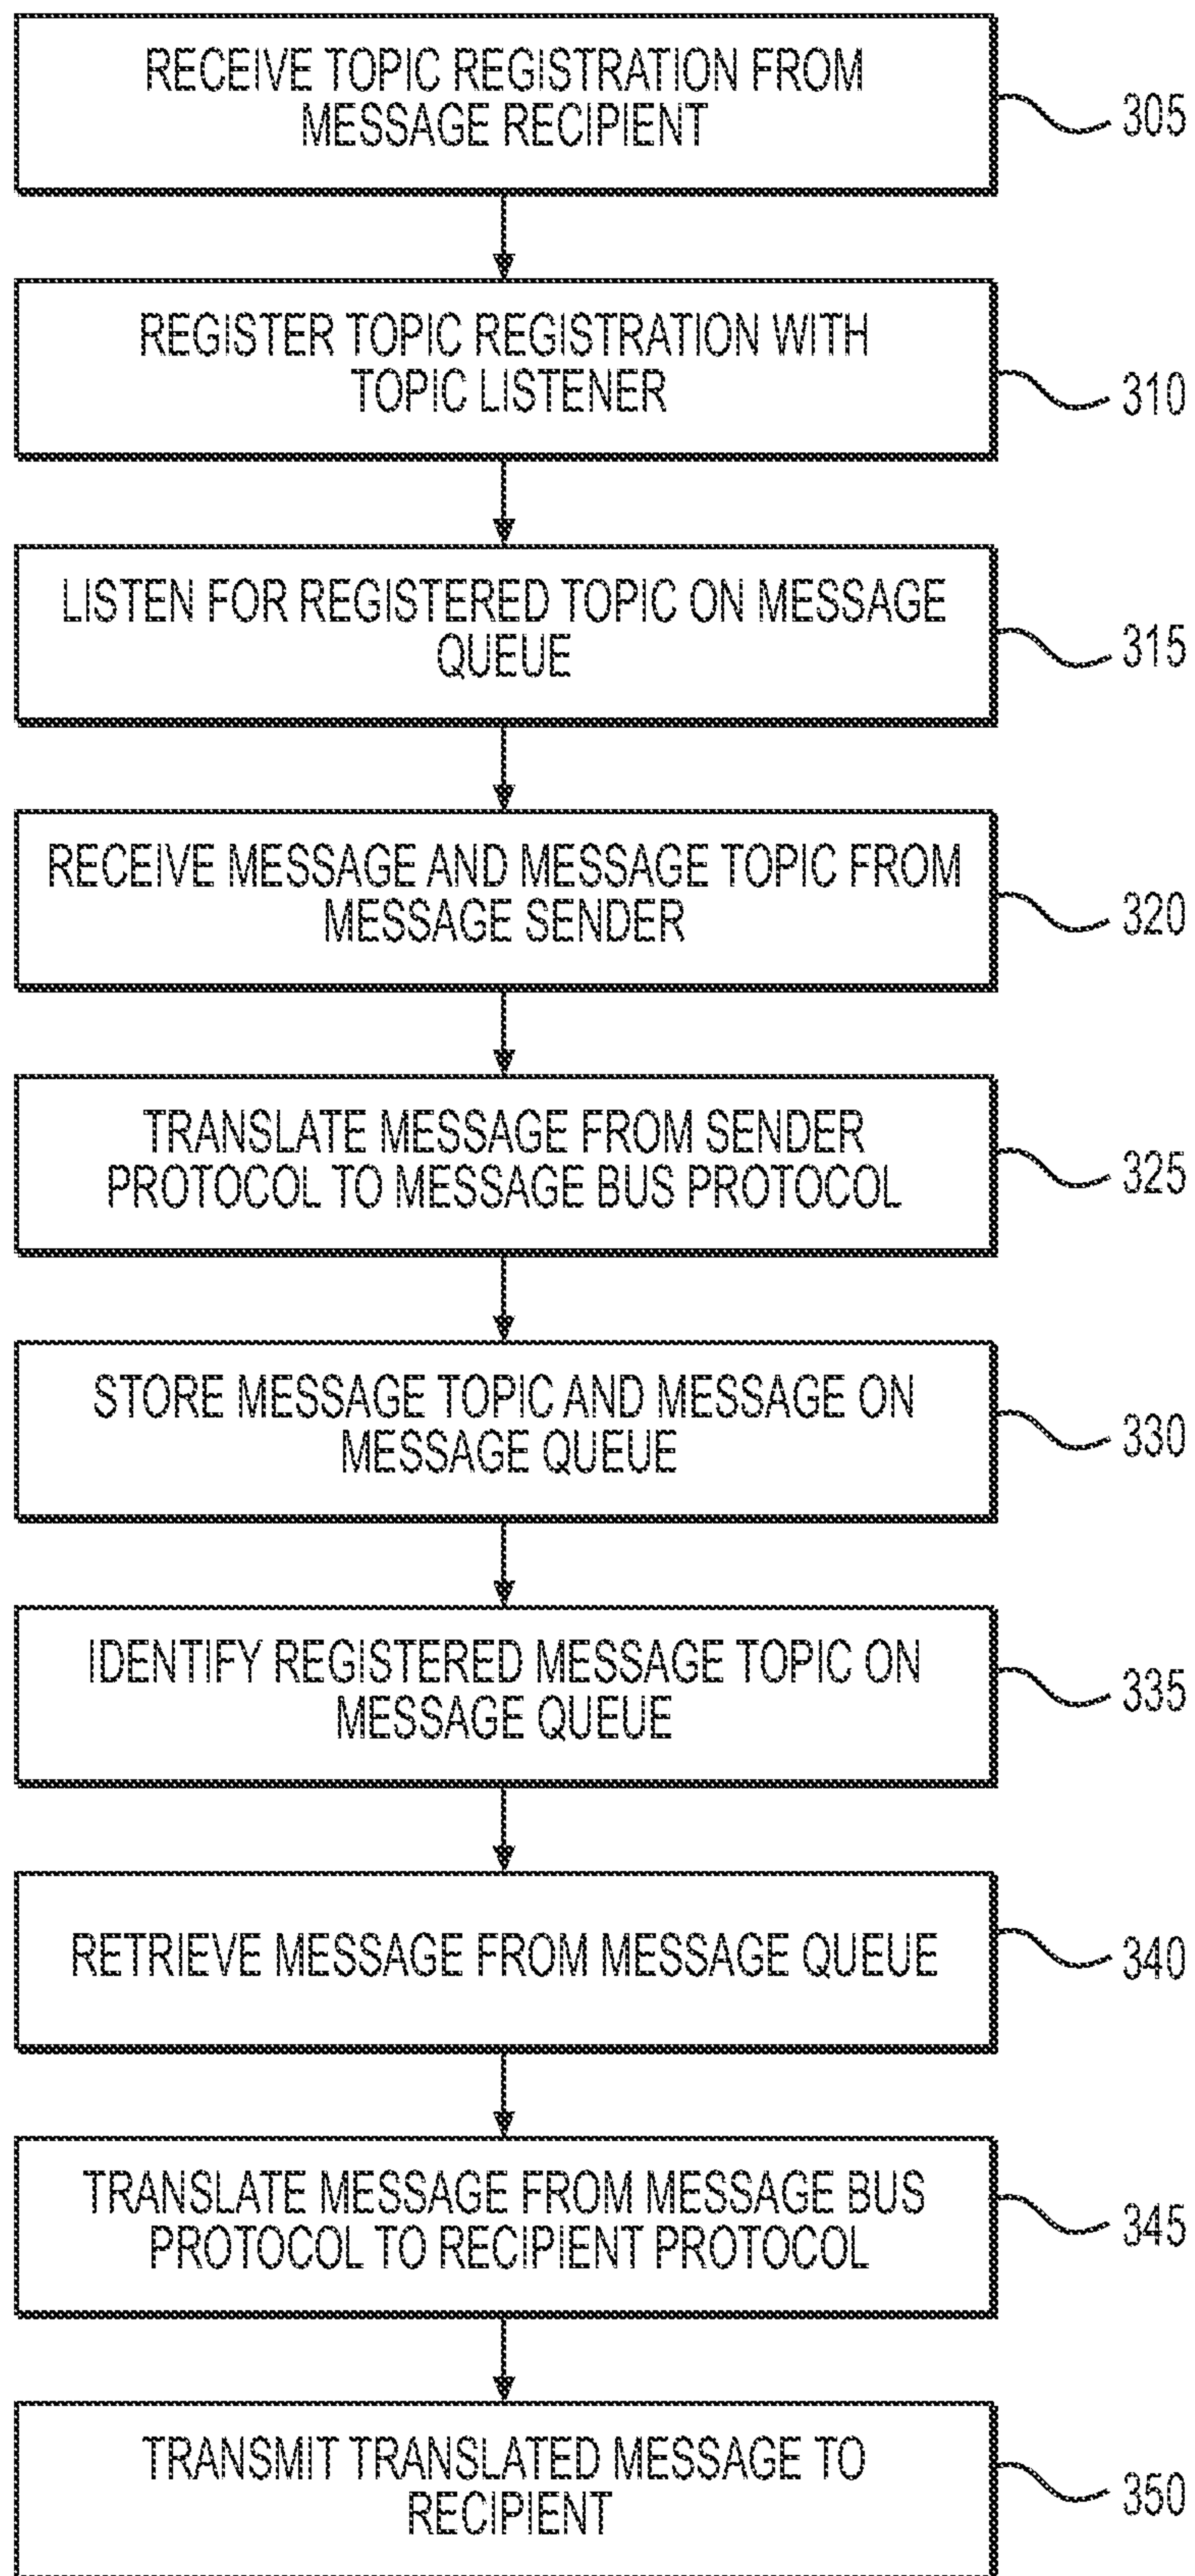 RECEIVE TOPIC REGISTRATION FROM
MESSAGE RECIPIENT
305
REGISTER TOPIC REGISTRATION WITH
TOPIC LISTENER
310
LISTEN FOR REGISTERED TOPIC ON MESSAGE
QUEUE
315
RECEIVE MESSAGE AND MESSAGE TOPIC FROM
MESSAGE SENDER
320
TRANSLATE MESSAGE FROM SENDER
PROTOCOL TO MESSAGE BUS PROTOCOL
325
STORE MESSAGE TOPIC AND MESSAGE ON
MESSAGE QUEUE
330
IDENTIFY REGISTERED MESSAGE TOPIC ON
MESSAGE QUEUE
335
RETRIEVE MESSAGE FROM MESSAGE QUEUE
340
TRANSLATE MESSAGE FROM MESSAGE BUS
PROTOCOL TO RECIPIENT PROTOCOL
345
TRANSMIT TRANSLATED MESSAGE TO
RECIPIENT
350